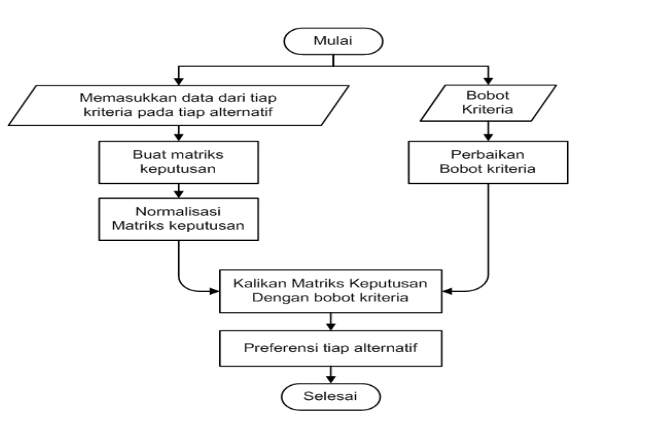 Mulai
Memasukkan data dari tiap
kriteria pada tiap alternatif
Bobot
Kriteria
Buat matriks
keputusan
Perbaikan
Bobot kriteria
Normalisasi
Matriks keputusan
Kalikan Matriks Keputusan
Dengan bobot kriteria
Preferensi tiap alternatif
Selesai